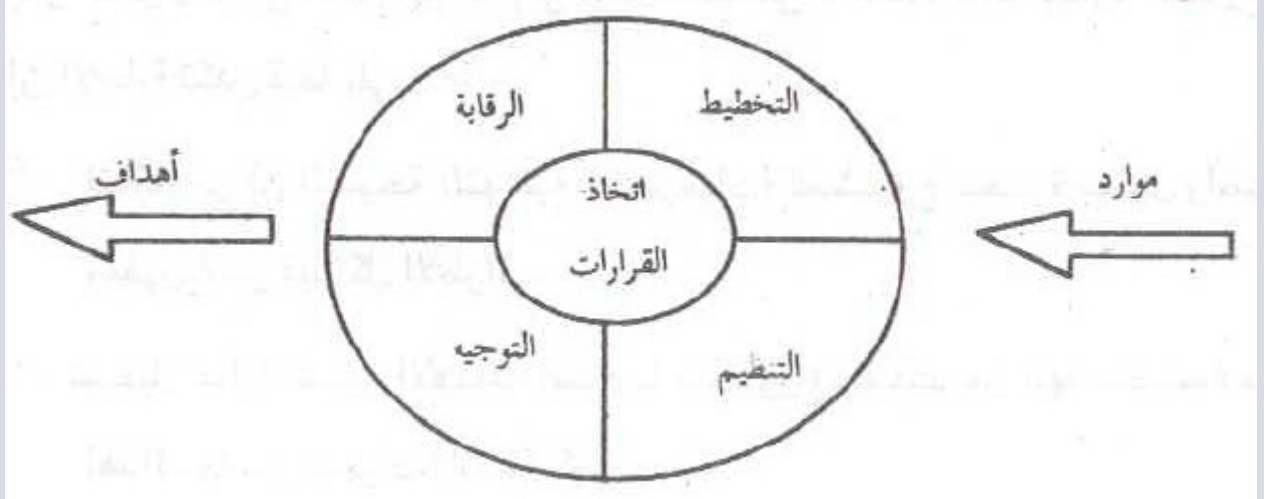 التخطيط
الرقابة
أهداف
موارد
اتخاذ
القرارات
التوجيه
التنظيم